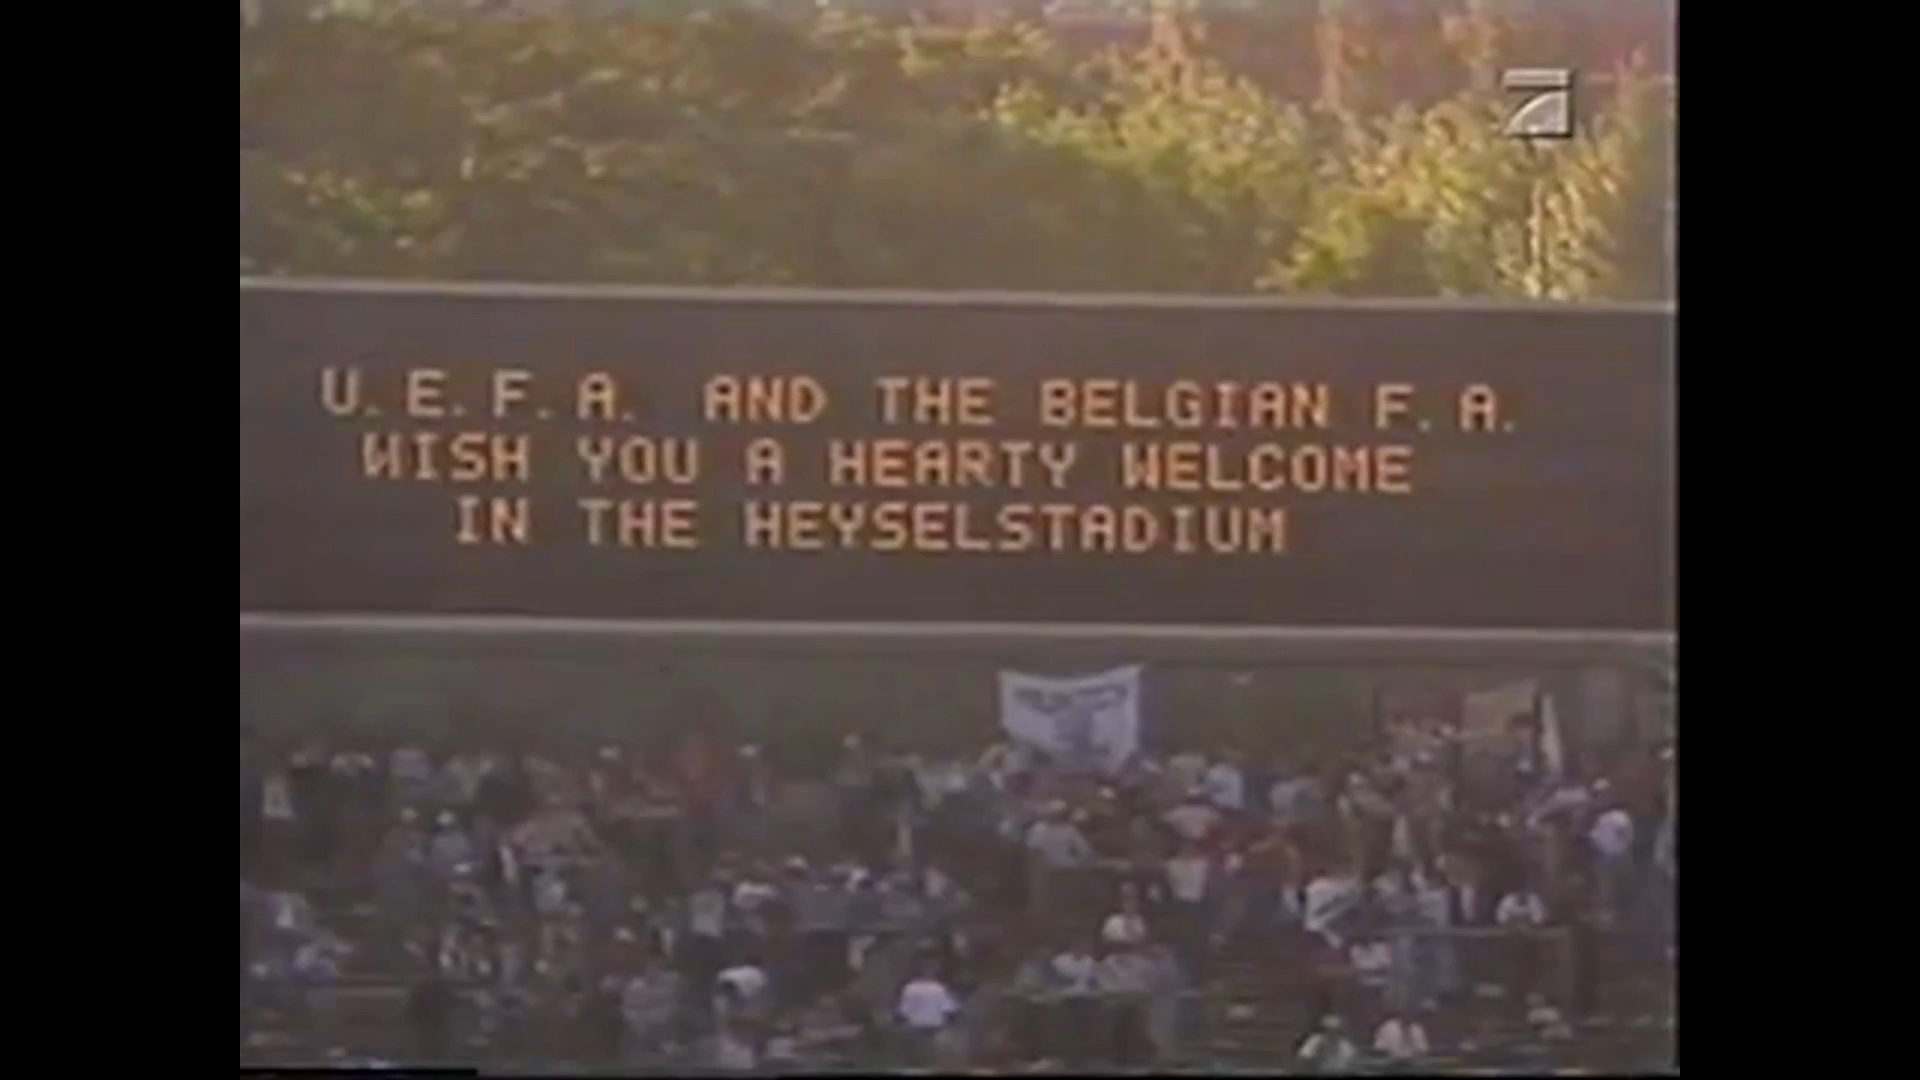 U.E.F.A. AND THE BELGIAN F.A.
WISH YOU A HEARTY WELCOME
IN THE HEYSELSTADIUM